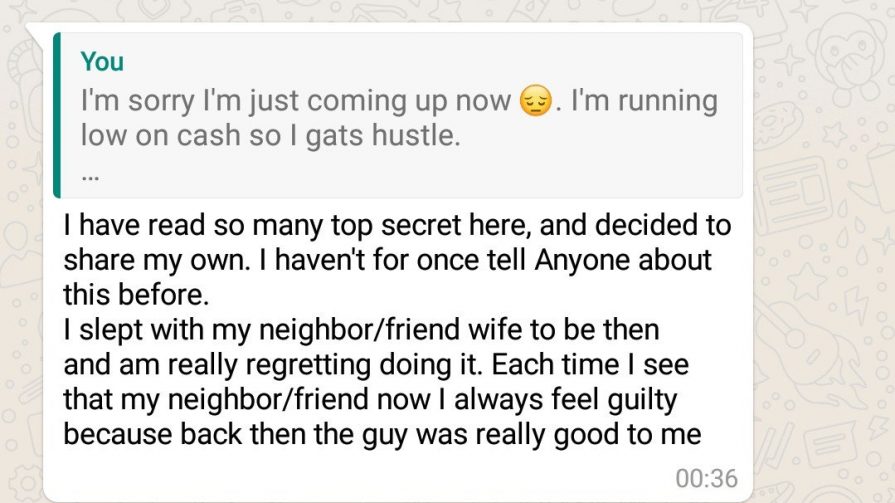 You
I'm sorry I'm just coming up now 😔. I'm running
low on cash so I gats hustle.
...
I have read so many top secret here, and decided to
share my own. I haven't for once tell Anyone about
this before.
I slept with my neighbor/friend wife to be then
and am really regretting doing it. Each time I see
that my neighbor/friend now I always feel guilty
because back then the guy was really good to me
00:36